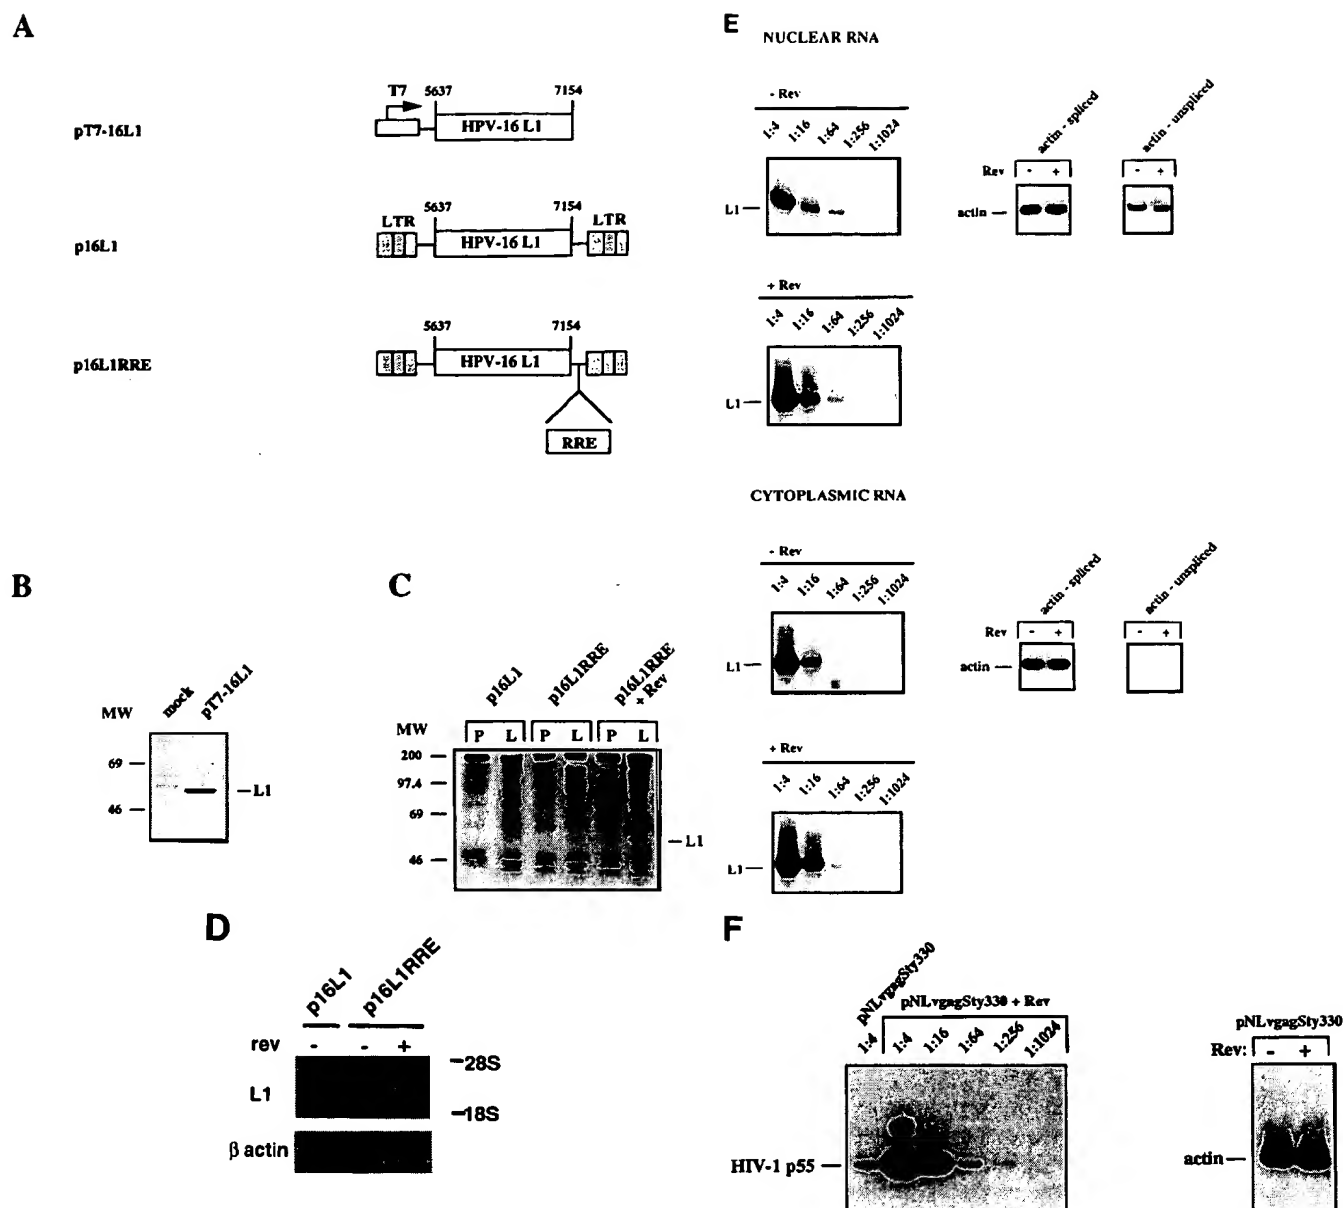 A
T7
5637 7154
pT7-16L1
HPV-16 L1
LTR 5637 7154 LTR
p16L1
HPV-16 L1
5637 7154
p16L1RRE
HPV-16 L1
RRE
B
mock pT7-16L1
MW
69
46
L1
C
p16L1 p16L1RRE p16L1RRE + Rev
MW P L P L P L
200
97.4
69
46
L1
D
p16L1 p16L1RRE
rev - - +
L1
28S
18S
β actin
E
NUCLEAR RNA
- Rev
1:4 1:16 1:64 1:256 1:1024
L1
actin - spliced actin - unspliced
Rev - + - +
actin
+ Rev
1:4 1:16 1:64 1:256 1:1024
L1
CYTOPLASMIC RNA
- Rev
1:4 1:16 1:64 1:256 1:1024
L1
actin - spliced actin - unspliced
Rev - + - +
actin
+ Rev
1:4 1:16 1:64 1:256 1:1024
L1
F
pNLvgagSty330 pNLvgagSty330 + Rev
1:4 1:4 1:16 1:64 1:256 1:1024
HIV-1 p55
pNLvgagSty330
Rev: - +
actin